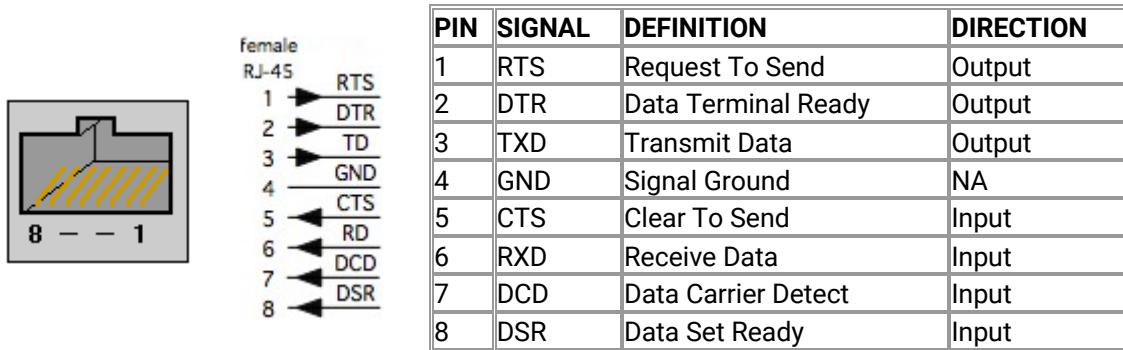 8 – – 1
female
RJ-45
1 RTS
2 DTR
3 TD
4 GND
5 CTS
6 RD
7 DCD
8 DSR
PIN SIGNAL DEFINITION DIRECTION
1 RTS Request To Send Output
2 DTR Data Terminal Ready Output
3 TXD Transmit Data Output
4 GND Signal Ground NA
5 CTS Clear To Send Input
6 RXD Receive Data Input
7 DCD Data Carrier Detect Input
8 DSR Data Set Ready Input